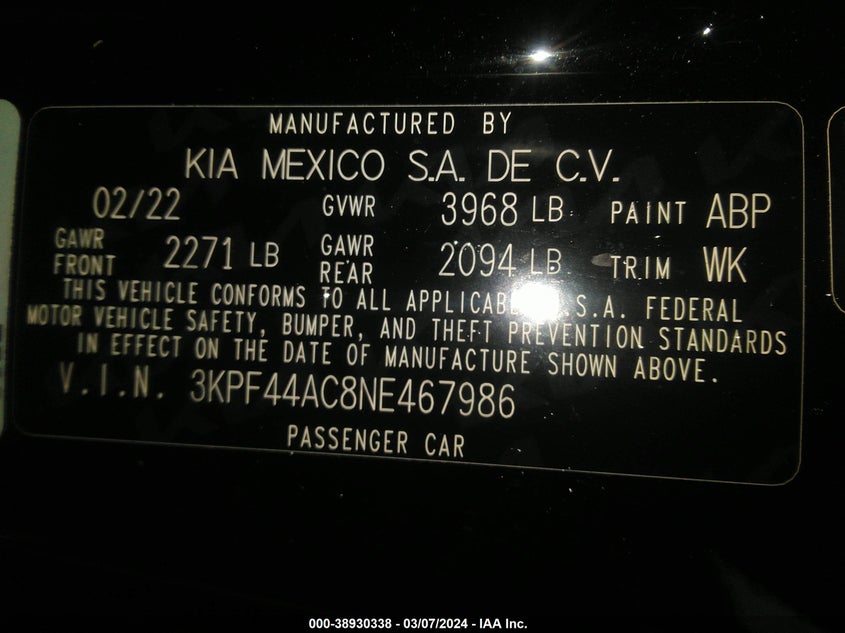 MANUFACTURED BY
KIA MEXICO S.A. DE C.V.
02/22 GVWR 3968 LB PAINT ABP
GAWR FRONT 2271 LB GAWR REAR 2094 LB TRIM WK
THIS VEHICLE CONFORMS TO ALL .S.A. FEDERAL
MOTOR VEHICLE SAFETY, BUMPER, AND THEFT PREVENTION STANDARDS
IN EFFECT ON THE DATE OF MANUFACTURE SHOWN ABOVE.
V.I.N. 3KPF44AC8NE467986
PASSENGER CAR
000-38930338 - 03/07/2024 - IAA Inc.